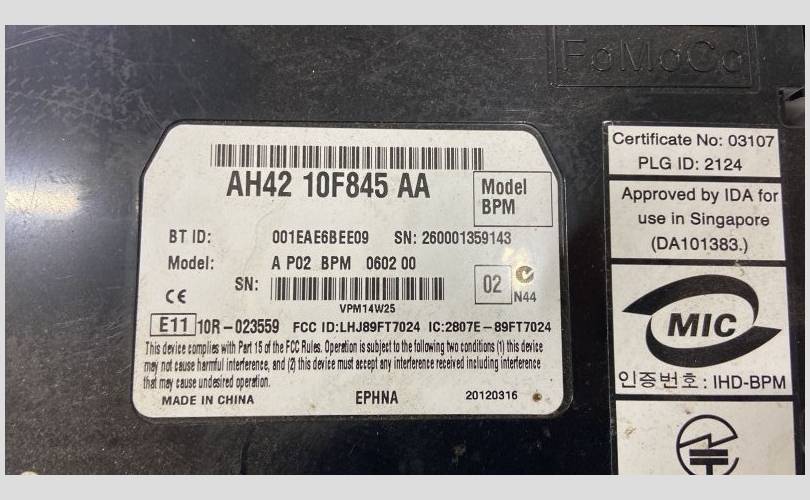 FoMoCo
AH42 10F845 AA
Model
BPM
BT ID: 001EAE6BEE09 SN: 260001359143
Model: A P02 BPM 0602 00
SN:
02
N44
VPM14W25
CE
E11 10R-023559 FCC ID:LHJ89FT7024 IC:2807E-89FT7024
This device complies with Part 15 of the FCC Rules. Operation is subject to the following two conditions (1) this device
may not cause harmful interference, and (2) this device must accept any interference received including interference
that may cause undesired operation.
MADE IN CHINA EPHNA 20120316
Certificate No: 03107
PLG ID: 2124
Approved by IDA for
use in Singapore
(DA101383.)
MIC
인증번호: IHD-BPM